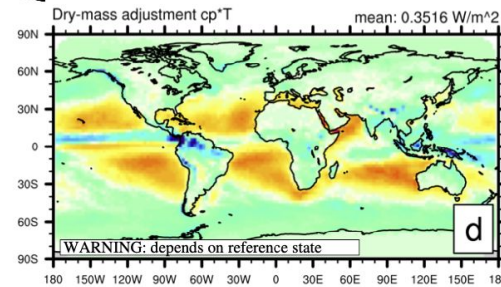 Dry-mass adjustment cp*T mean: 0.3516 W/m^2
90N
60N
30N
0
30S
60S
90S
WARNING: depends on reference state
d
180 150W 120W 90W 60W 30W 0 30E 60E 90E 120E 150E 18